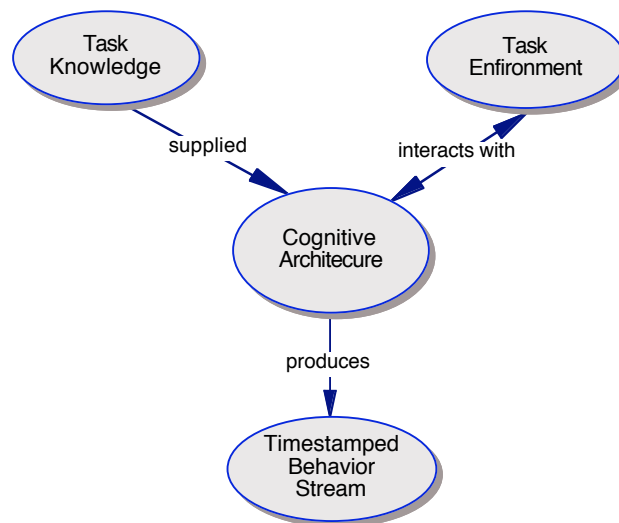 Task
Knowledge
Task
Enfironment
supplied
interacts with
Cognitive
Architecure
produces
Timestamped
Behavior
Stream